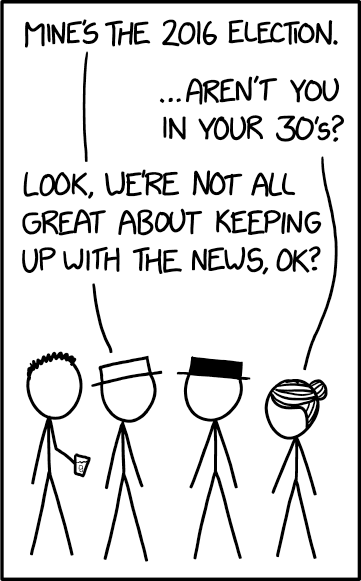 MINE'S THE 2016 ELECTION.
...AREN'T YOU
IN YOUR 30's?
LOOK, WE'RE NOT ALL
GREAT ABOUT KEEPING
UP WITH THE NEWS, OK?